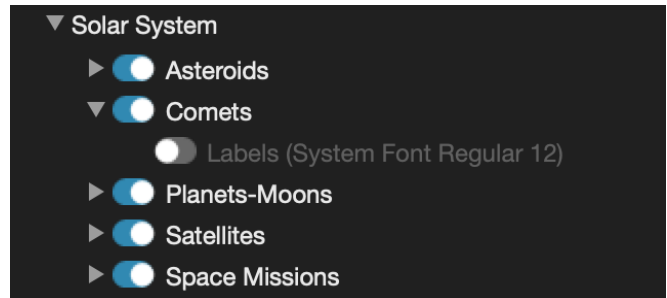 Solar System
Asteroids
Comets
Labels (System Font Regular 12)
Planets-Moons
Satellites
Space Missions